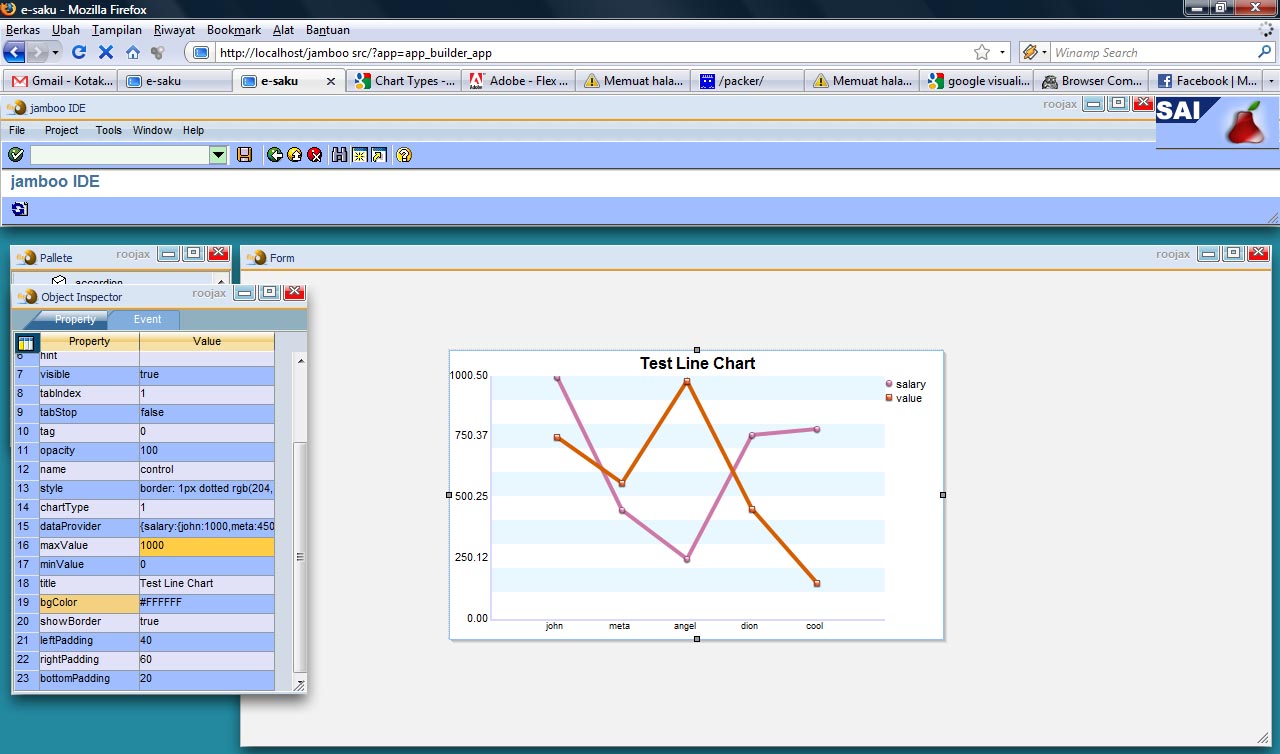 e-saku - Mozilla Firefox
Berkas Ubah Tampilan Riwayat Bookmark Alat Bantuan
http://localhost/jamboo src/?app=app_builder_app
Winamp Search
Gmail - Kotak... e-saku e-saku Chart Types -... Adobe - Flex ... Memuat hala... /packer/ Memuat hala... google visuali... Browser Com... Facebook | M...
jamboo IDE roojax
SAI
File Project Tools Window Help
jamboo IDE
Pallete roojax
accordion
Form roojax
Object Inspector roojax
Property Event
Property Value
6 hint
7 visible true
8 tabIndex 1
9 tabStop false
10 tag 0
11 opacity 100
12 name control
13 style border: 1px dotted rgb(204,
14 chartType 1
15 dataProvider {salary:{john:1000,meta:450
16 maxValue 1000
17 minValue 0
18 title Test Line Chart
19 bgColor #FFFFFF
20 showBorder true
21 leftPadding 40
22 rightPadding 60
23 bottomPadding 20
Test Line Chart
1000.50
750.37
500.25
250.12
0.00
john meta angel dion cool
salary
value